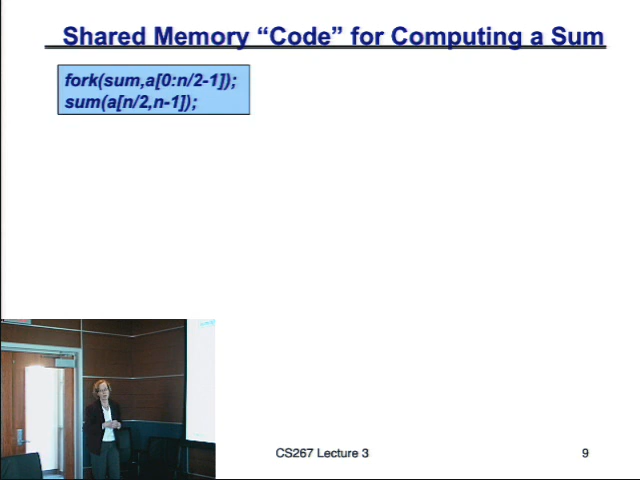 Shared Memory “Code” for Computing a Sum
fork(sum,a[0:n/2-1]);
sum(a[n/2,n-1]);
CS267 Lecture 3
9